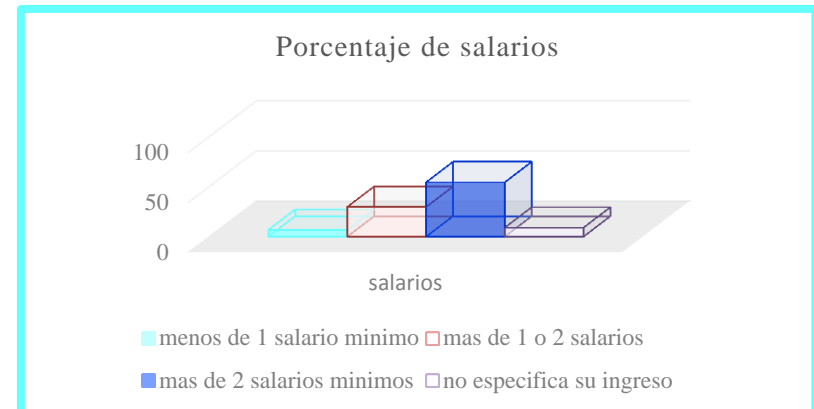 Porcentaje de salarios
100
50
0
salarios
menos de 1 salario minimo mas de 1 o 2 salarios
mas de 2 salarios minimos no especifica su ingreso